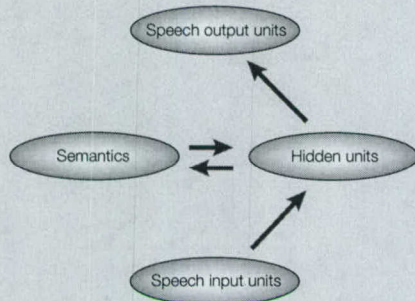 Speech output units
Semantics
Hidden units
Speech input units